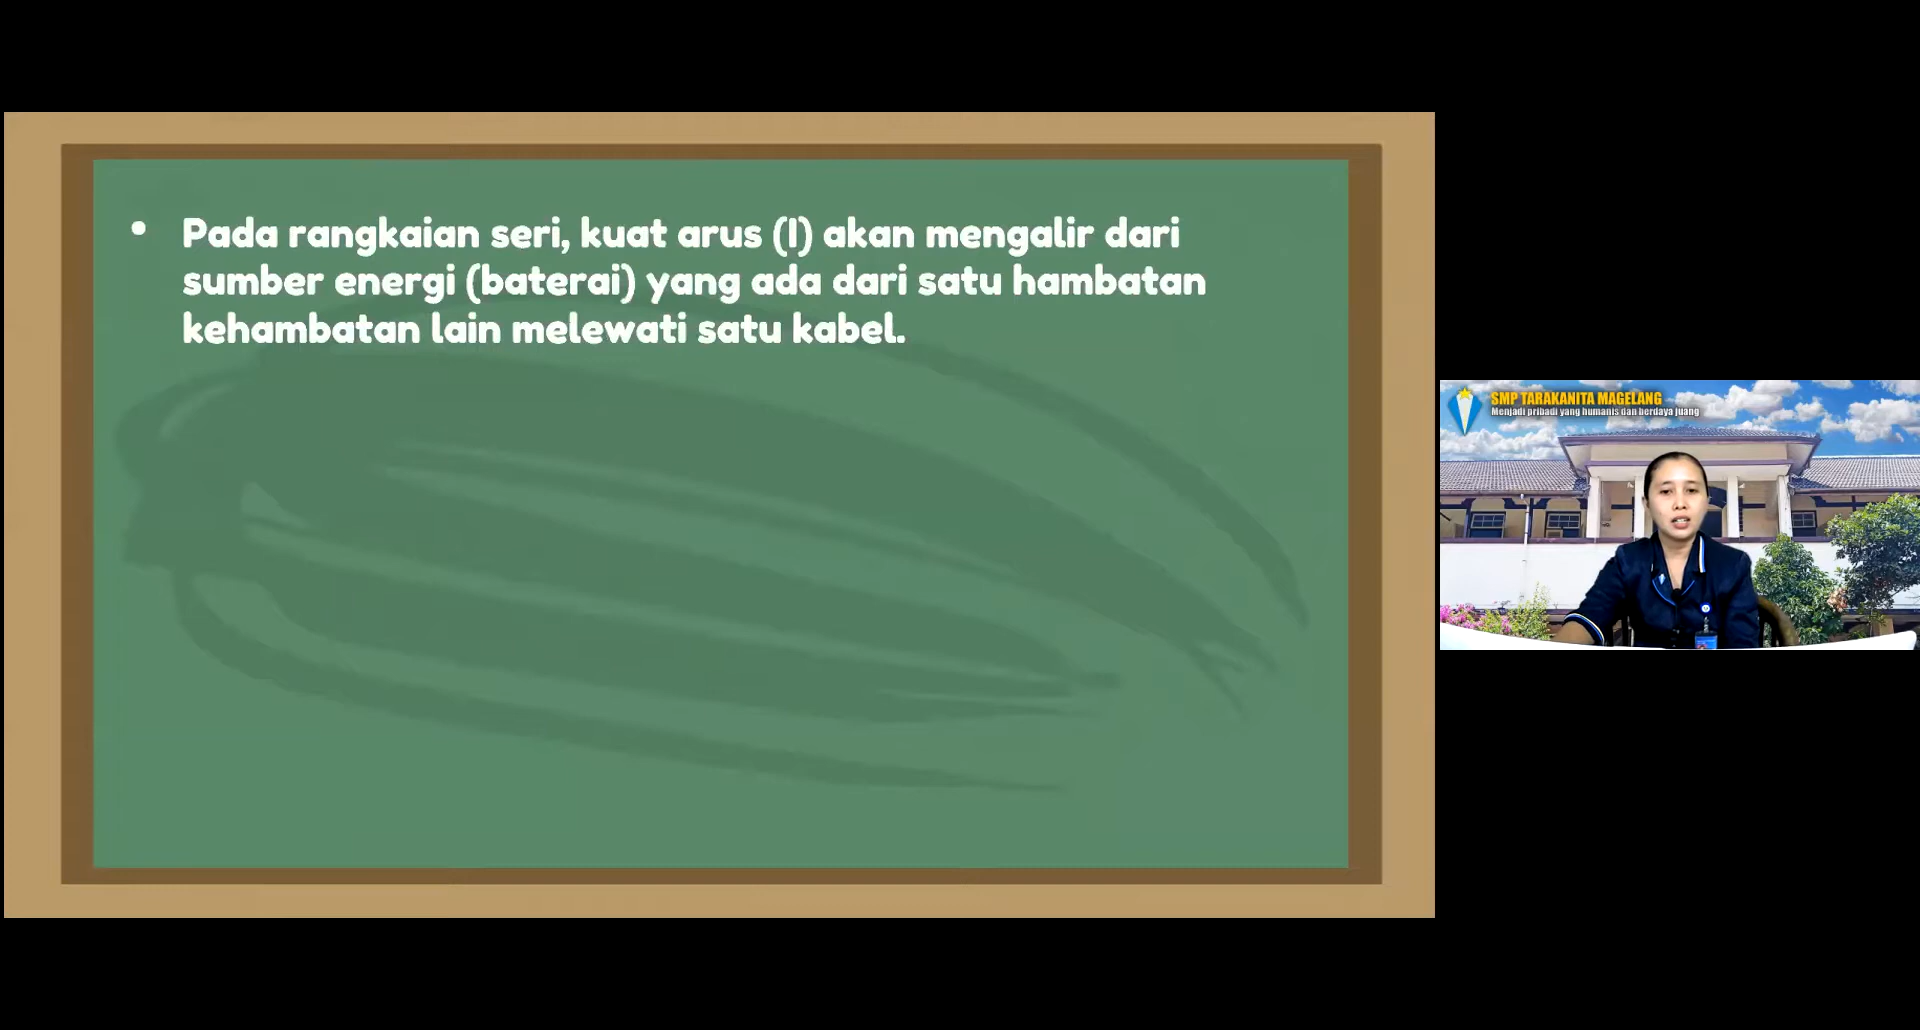 • Pada rangkaian seri, kuat arus (I) akan mengalir dari
sumber energi (baterai) yang ada dari satu hambatan
kehambatan lain melewati satu kabel.
SMP TARAKANITA MAGELANG
Menjadi pribadi yang humanis dan berdaya juang